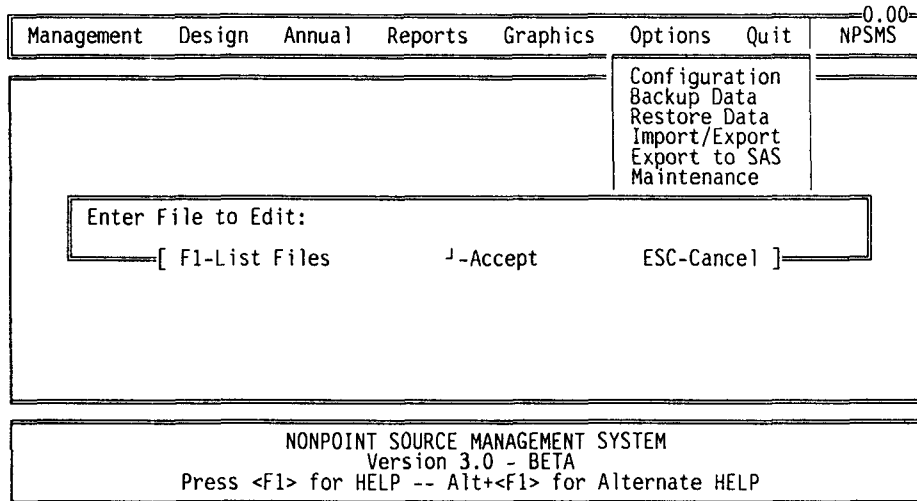 0.00
Management Design Annual Reports Graphics Options Quit NPSMS
Configuration
Backup Data
Restore Data
Import/Export
Export to SAS
Maintenance
Enter File to Edit:
[ F1-List Files ┘-Accept ESC-Cancel ]
NONPOINT SOURCE MANAGEMENT SYSTEM
Version 3.0 - BETA
Press <F1> for HELP -- Alt+<F1> for Alternate HELP